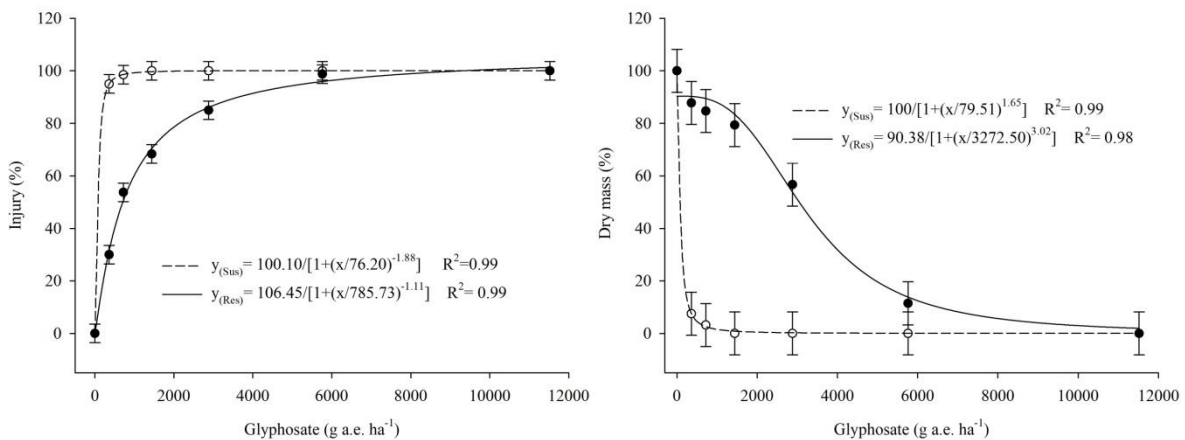 120
100
80
60
40
20
0
Injury (%)
y(Sus)= 100.10/[1+(x/76.20)-1.88] R2=0.99
y(Res)= 106.45/[1+(x/785.73)-1.11] R2= 0.99
0 2000 4000 6000 8000 10000 12000
Glyphosate (g a.e. ha-1)
120
100
80
60
40
20
0
Dry mass (%)
y(Sus)= 100/[1+(x/79.51)1.65] R2= 0.99
y(Res)= 90.38/[1+(x/3272.50)3.02] R2= 0.98
0 2000 4000 6000 8000 10000 12000
Glyphosate (g a.e. ha-1)